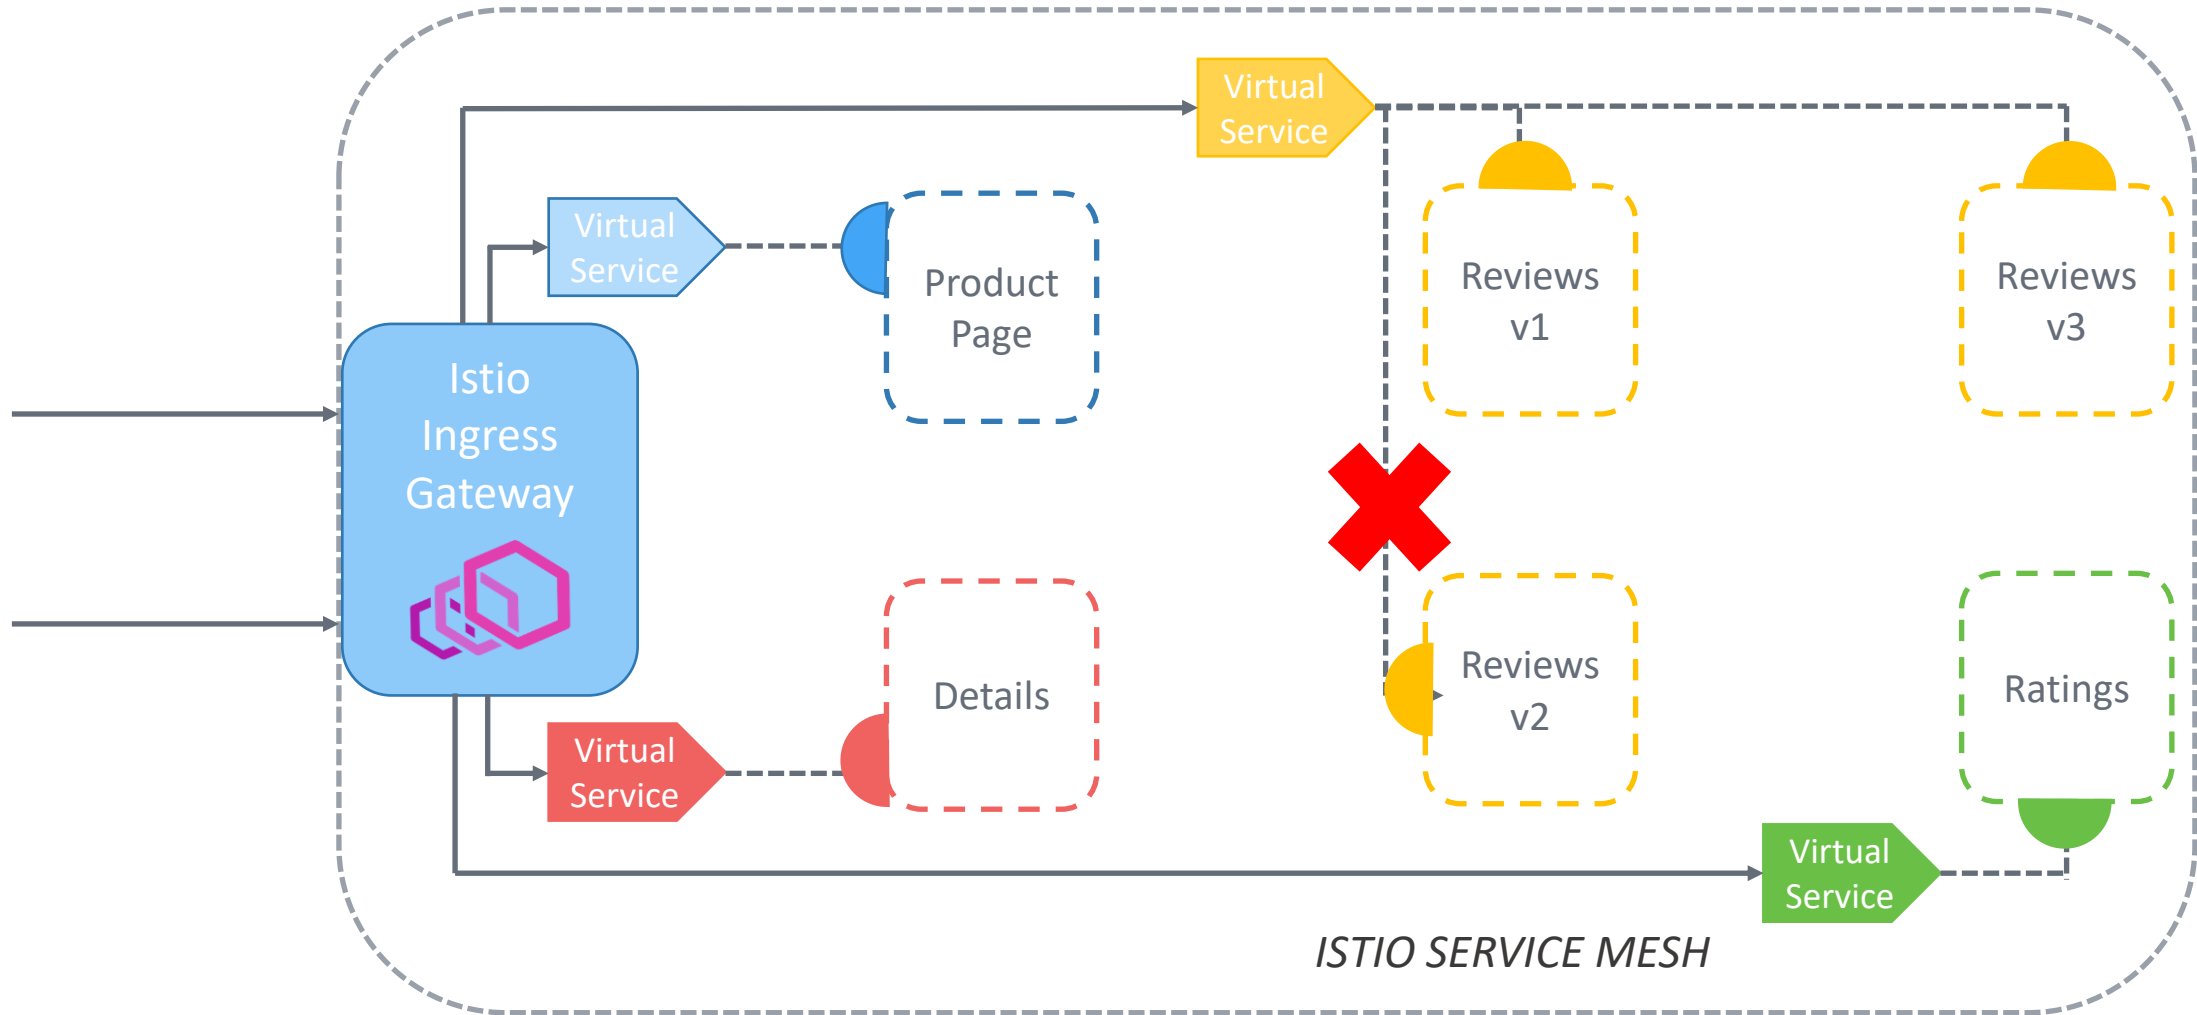 Virtual
Service
Virtual
Service
Product
Page
Reviews
v1
Reviews
v3
Istio
Ingress
Gateway
Details
Reviews
v2
Ratings
Virtual
Service
Virtual
Service
ISTIO SERVICE MESH